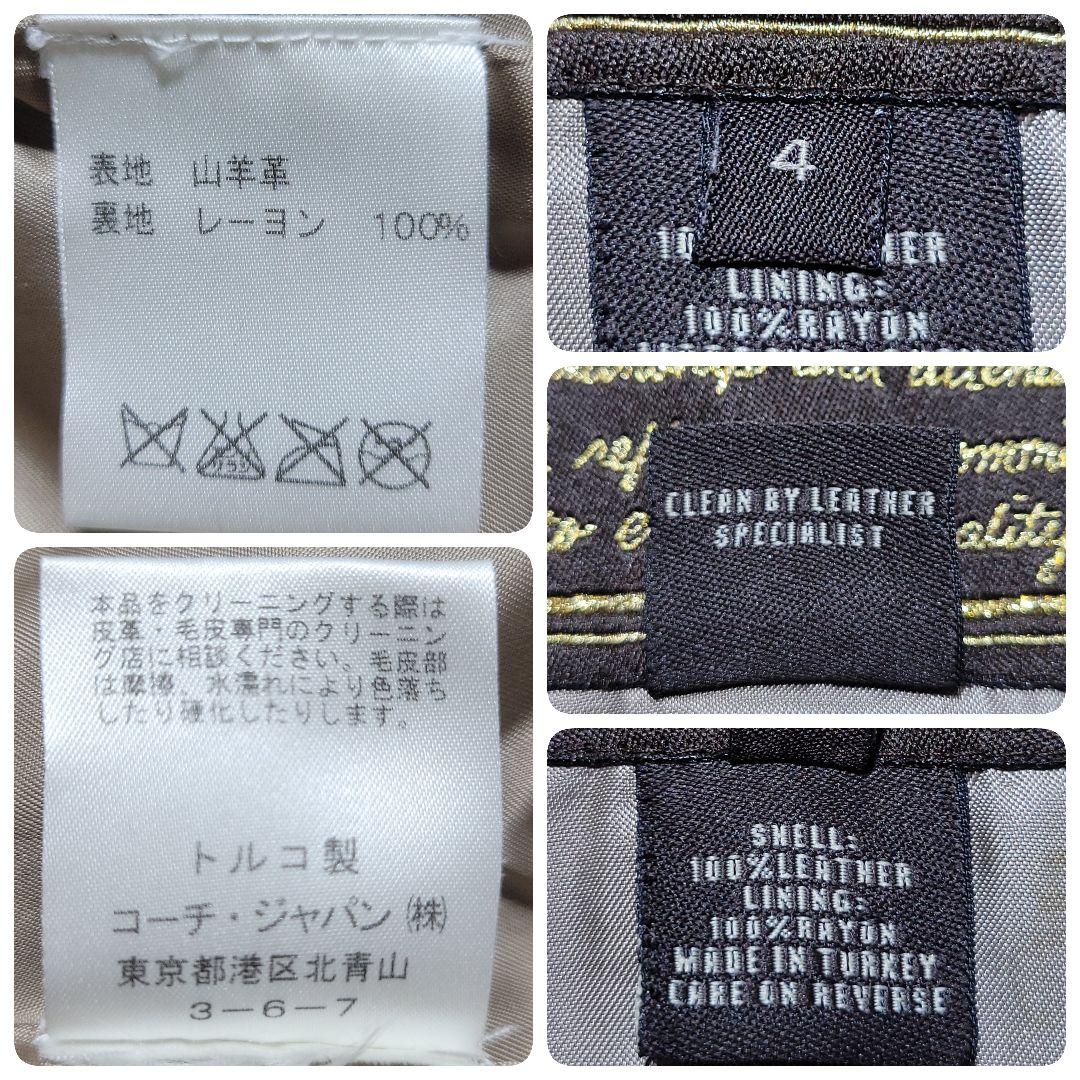 表地 山羊革
裏地 レーヨン 100%
本品をクリーニングする際は
皮革・毛皮専門のクリーニン
グ店に相談ください。毛皮部
は摩擦、水濡れにより色落ち
したり硬化したりします。
トルコ製
コーチ・ジャパン㈱
東京都港区北青山
3-6-7
4
LINING:
100%RAYON
CLEAN BY LEATHER
SPECIALIST
SHELL:
100%LEATHER
LINING:
100%RAYON
MADE IN TURKEY
CARE ON REVERSE